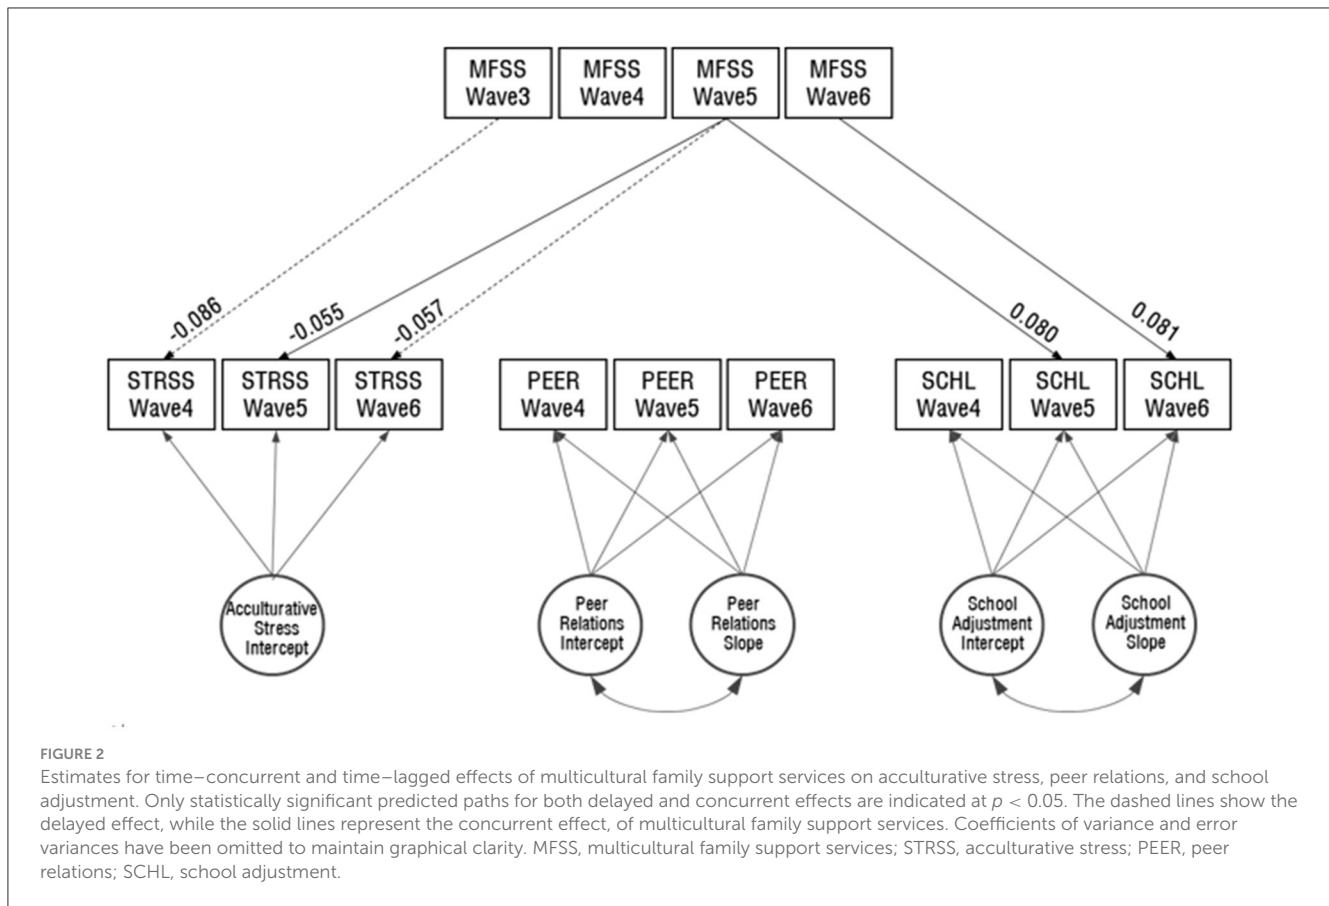 MFSS MFSS MFSS MFSS
Wave3 Wave4 Wave5 Wave6
-0.086 -0.055 -0.057 0.080 0.081
STRSS STRSS STRSS PEER PEER PEER SCHL SCHL SCHL
Wave4 Wave5 Wave6 Wave4 Wave5 Wave6 Wave4 Wave5 Wave6
Acculturative
Stress
Intercept
Peer
Relations
Intercept
Peer
Relations
Slope
School
Adjustment
Intercept
School
Adjustment
Slope
FIGURE 2
Estimates for time–concurrent and time–lagged effects of multicultural family support services on acculturative stress, peer relations, and school
adjustment. Only statistically significant predicted paths for both delayed and concurrent effects are indicated at p < 0.05. The dashed lines show the
delayed effect, while the solid lines represent the concurrent effect, of multicultural family support services. Coefficients of variance and error
variances have been omitted to maintain graphical clarity. MFSS, multicultural family support services; STRSS, acculturative stress; PEER, peer
relations; SCHL, school adjustment.